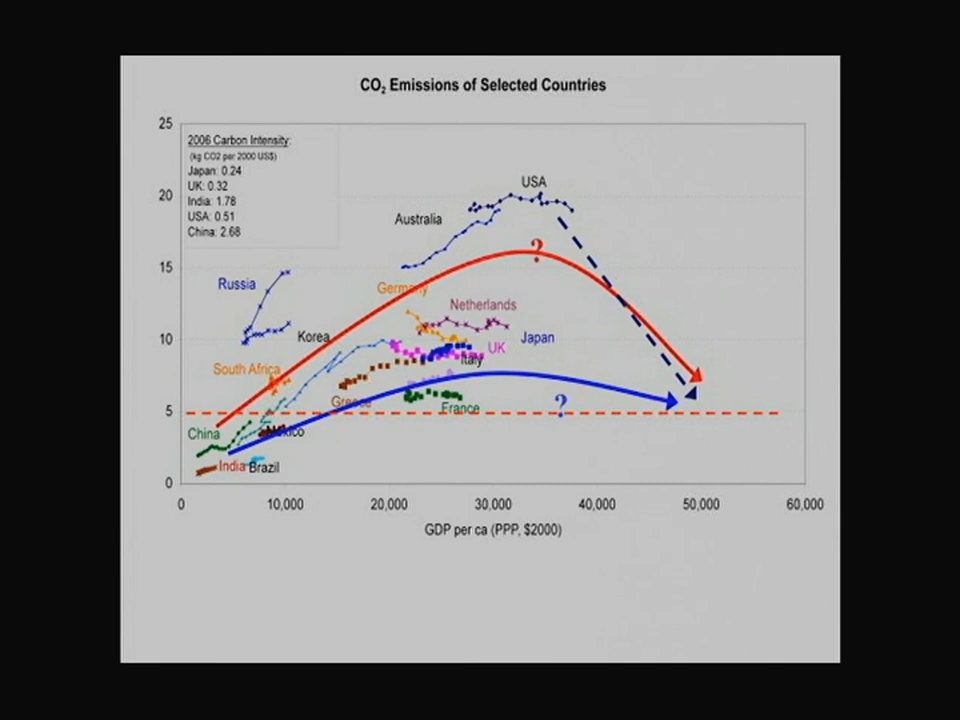 CO₂ Emissions of Selected Countries
25
2006 Carbon Intensity:
(kg CO2 per 2000 US$)
Japan: 0.24
UK: 0.32
India: 1.78
USA: 0.51
China: 2.68
USA
20
Australia
?
15
Russia
Germany
Netherlands
10
Korea
Japan
UK
Italy
South Africa
Greece
France
?
5
China
Mexico
India
Brazil
0
0 10,000 20,000 30,000 40,000 50,000 60,000
GDP per ca (PPP, $2000)